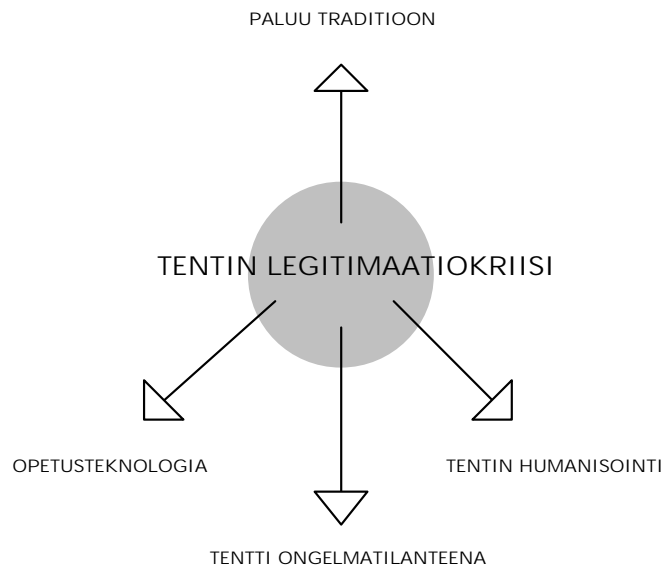 PALUU TRADITIOON
TENTIN LEGITIMAATIOKRIISI
OPETUSTEKNOLOGIA
TENTIN HUMANISOINTI
TENTTI ONGELMATILANTEENA